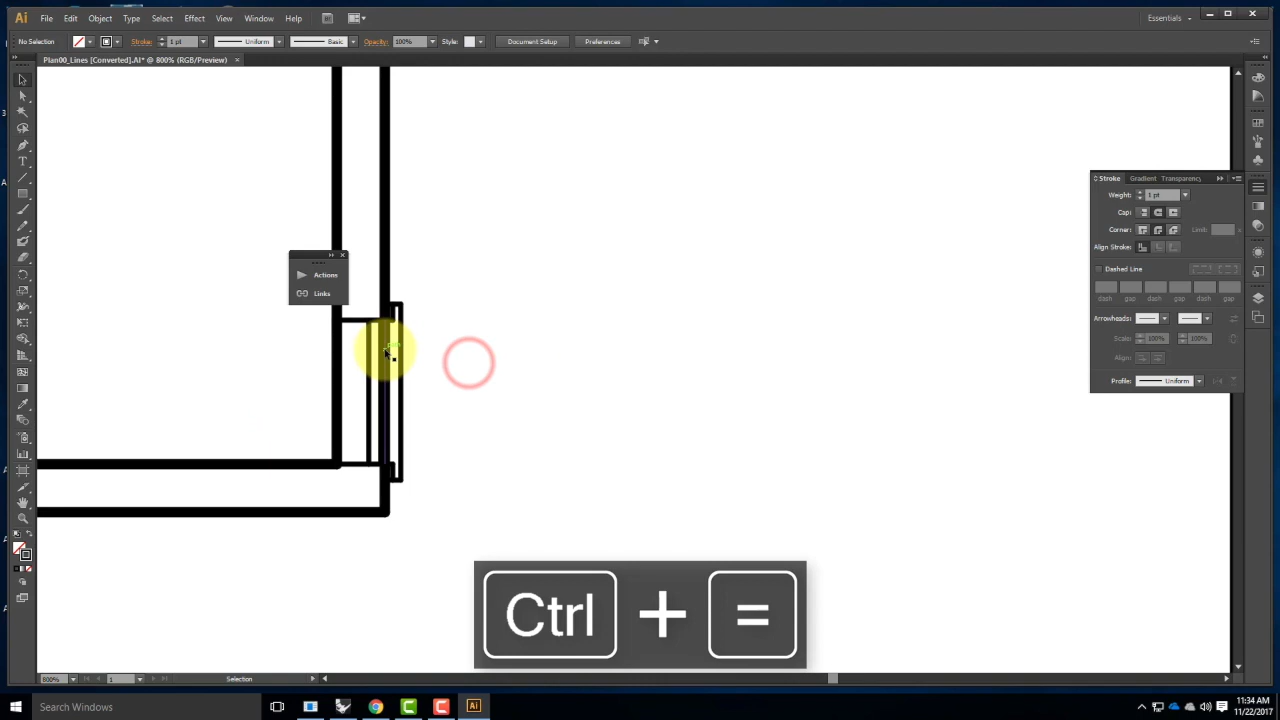 Ai File Edit Object Type Select Effect View Window Help Essentials
No Selection Stroke: 1 pt Uniform Basic Opacity: 100% Style: Document Setup Preferences
Plan00_Lines [Converted].AI* @ 800% (RGB/Preview) ×
Stroke Gradient Transparency
Weight: 1 pt
Cap:
Corner: Limit:
Align Stroke:
Dashed Line
dash gap dash gap dash gap
Arrowheads:
Scale: 100% 100%
Align:
Profile: Uniform
Actions
Links
Ctrl + =
800% 1 Selection
Search Windows
Ai
11:34 AM
11/22/2017